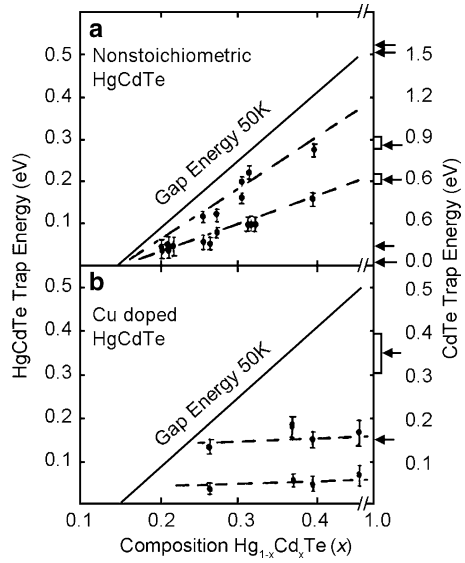 a
Nonstoichiometric
HgCdTe
Gap Energy 50K
0.5
0.4
0.3
0.2
0.1
1.5
1.2
0.9
0.6
0.6
0.0
HgCdTe Trap Energy (eV)
CdTe Trap Energy (eV)
b
Cu doped
HgCdTe
Gap Energy 50K
0.5
0.4
0.3
0.2
0.1
0.5
0.4
0.3
0.2
0.1
0.1
0.2
0.3
0.4
1.0
Composition Hg1-xCdxTe (x)